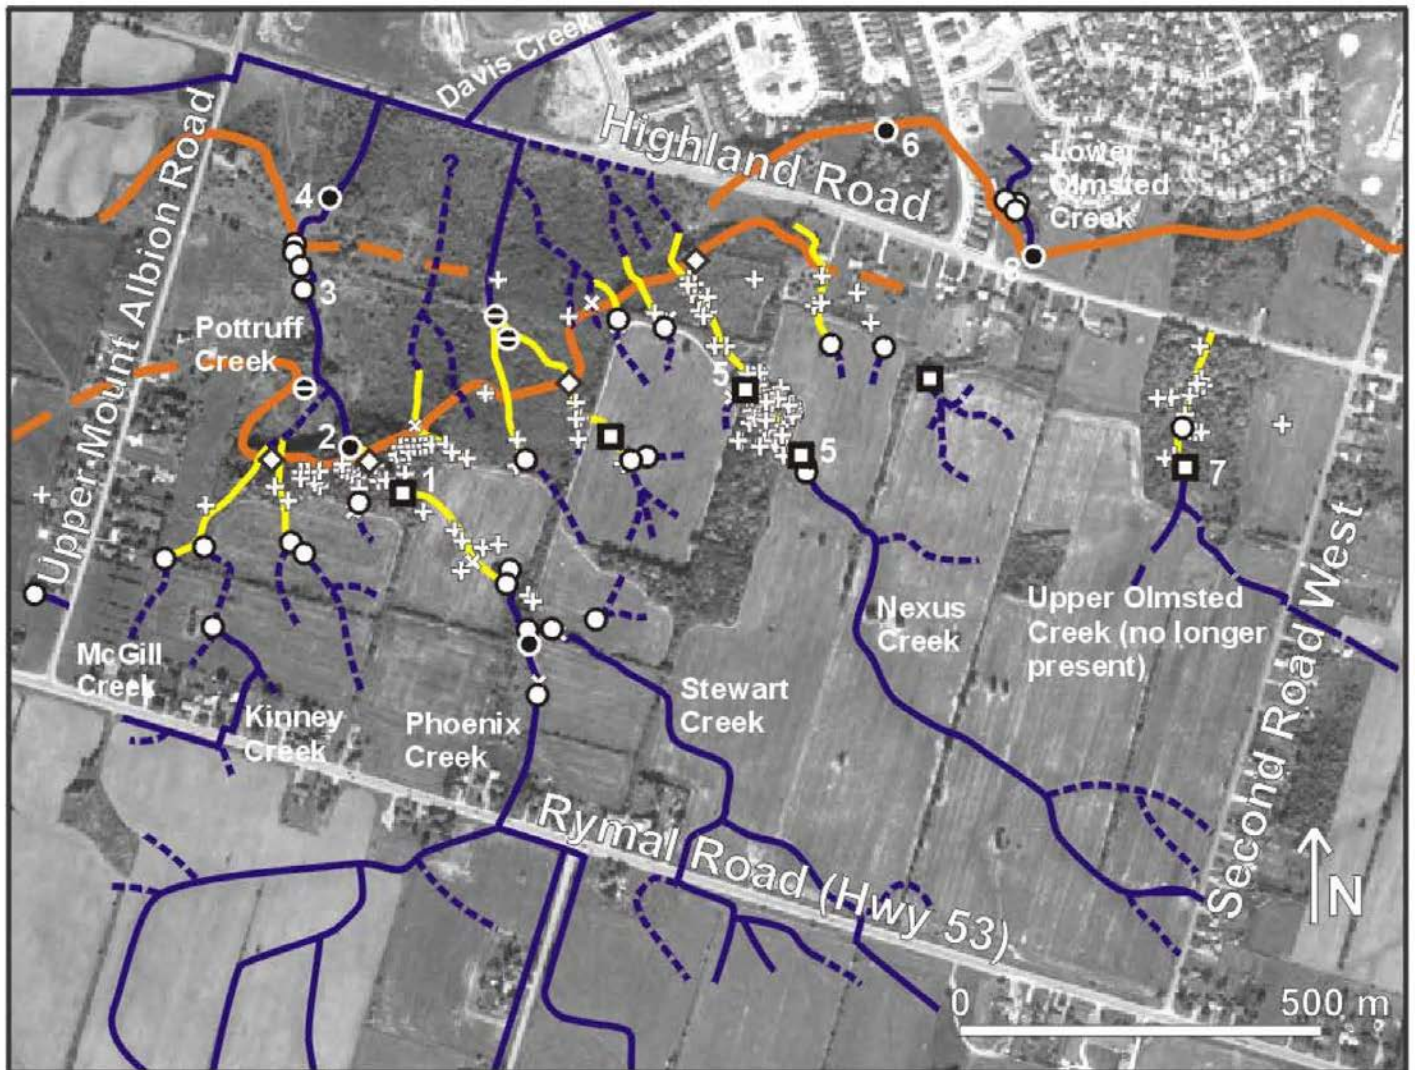 Davis Creek
Highland Road
6
Lower
Olmsted
Creek
Upper Mount Albion Road
4
8
3
Pottruff
Creek
5
2
5
1
7
Nexus
Creek
Upper Olmsted
Creek (no longer
present)
McGill
Creek
Stewart
Creek
Kinney
Creek
Phoenix
Creek
Second Road West
Rymal Road (Hwy 53)
N
0
500 m
?